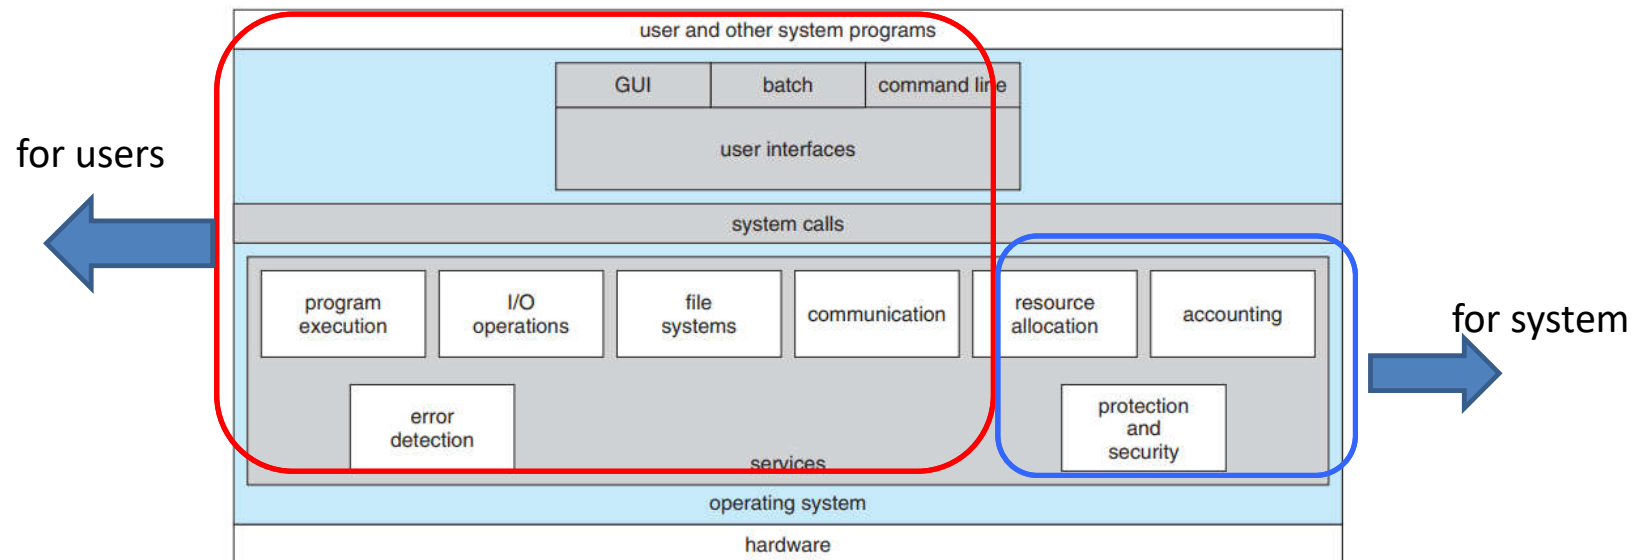 user and other system programs
GUI
batch
command line
user interfaces
for users
system calls
program
execution
I/O
operations
file
systems
communication
resource
allocation
accounting
for system
error
detection
protection
and
security
services
operating system
hardware